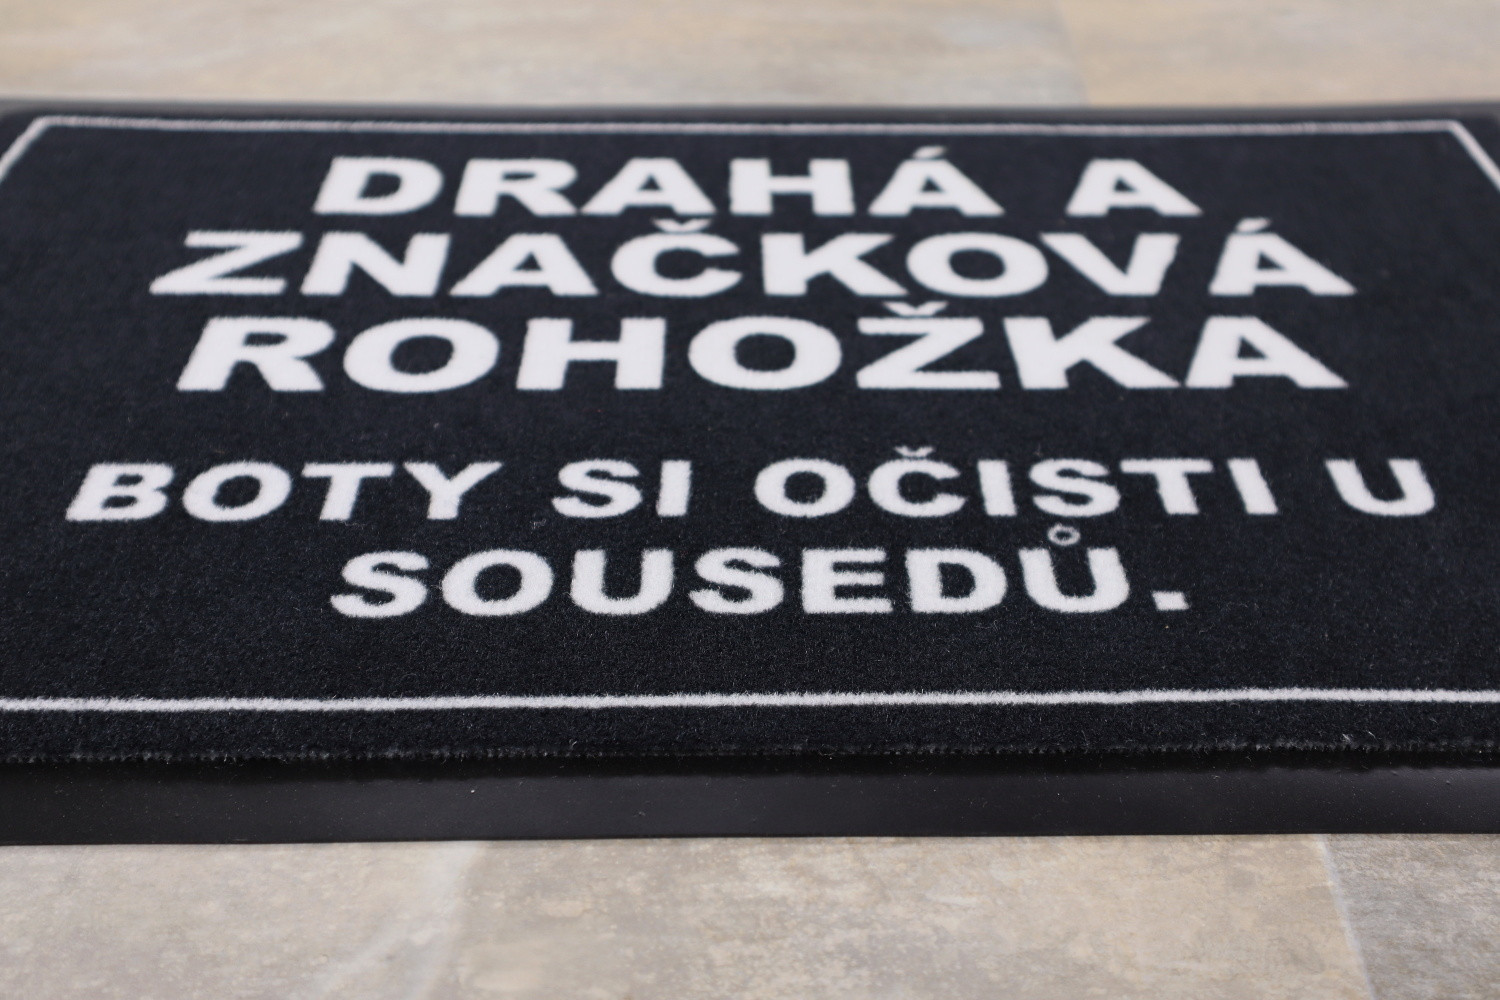 DRAHÁ A
ZNAČKOVÁ
ROHOŽKA
BOTY SI OČISTI U
SOUSEDŮ.